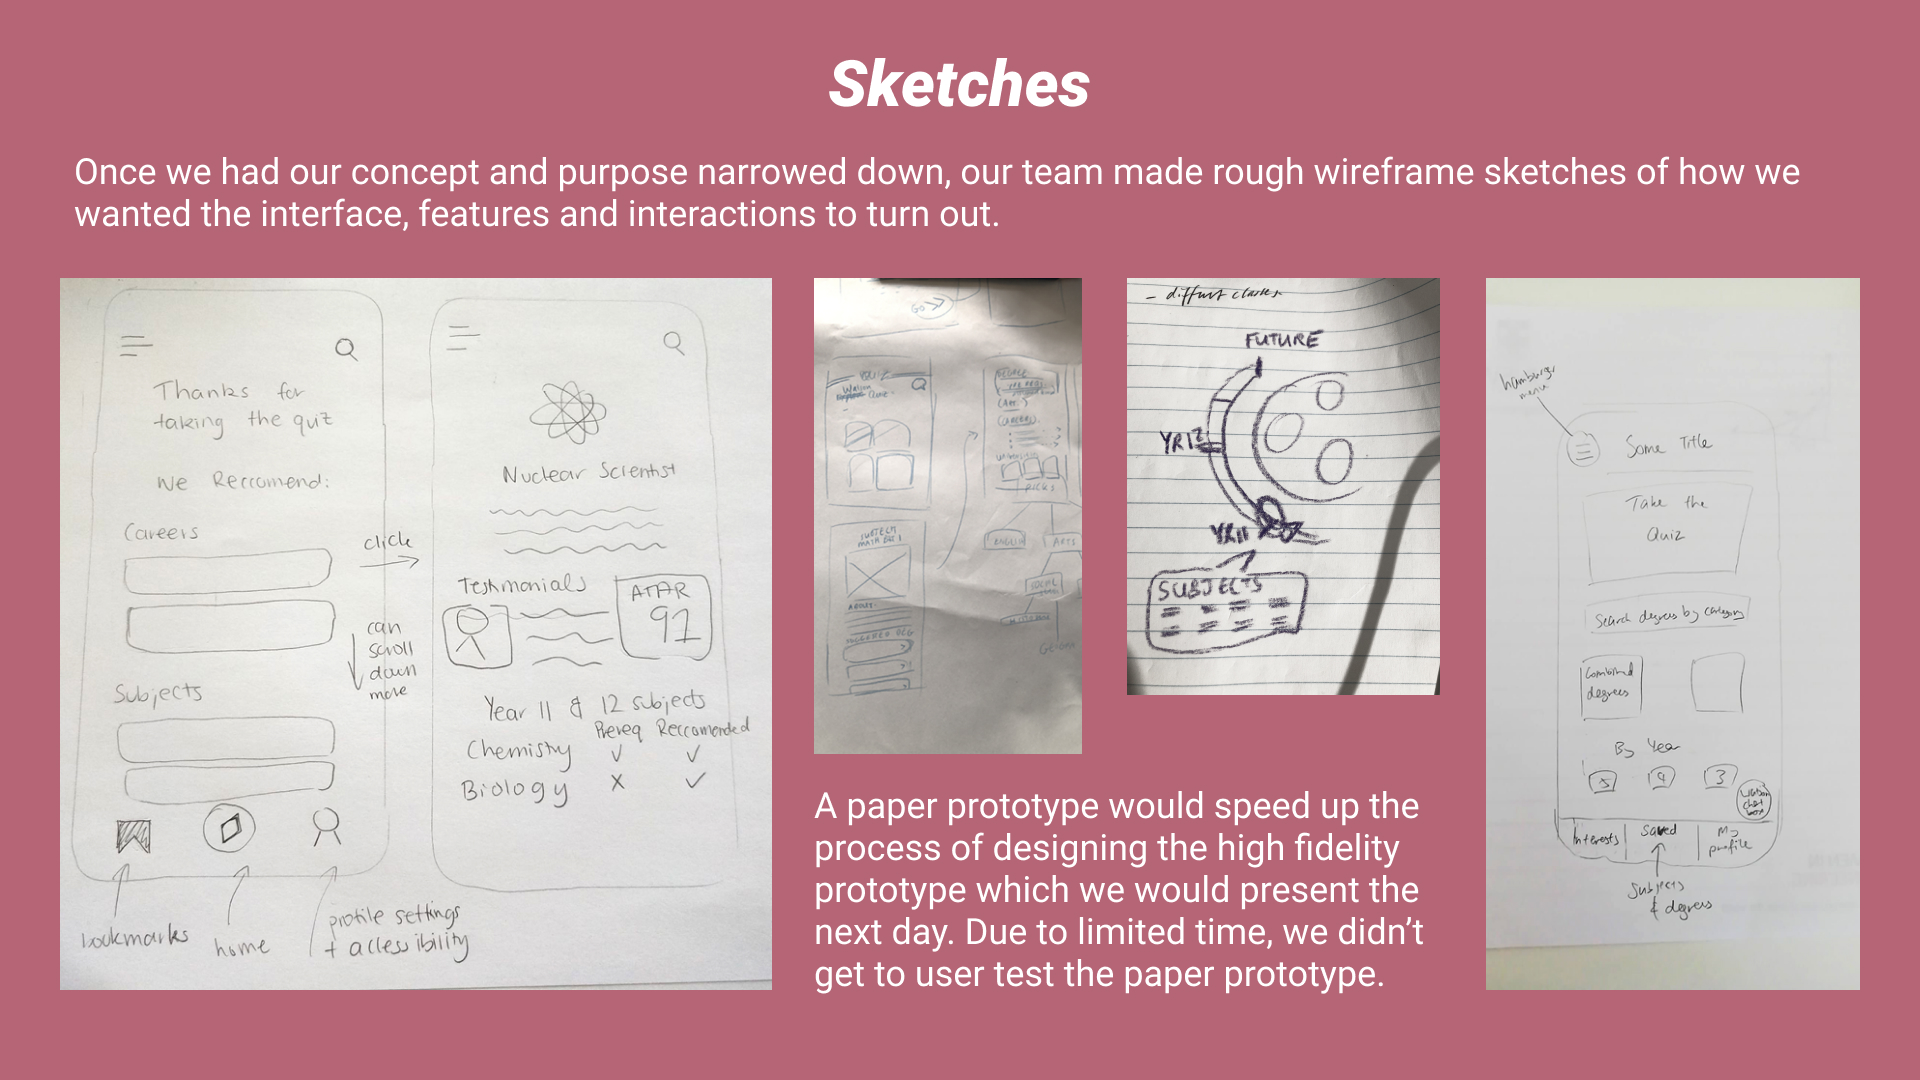 Sketches
Once we had our concept and purpose narrowed down, our team made rough wireframe sketches of how we
wanted the interface, features and interactions to turn out.
Thanks for
taking the quiz
We Reccomend:
Careers
click
can
scroll
down
more
Subjects
bookmarks
home
profile settings
+ accessibility
Nuclear Scientist
Testimonials
ATAR
91
Year 11 & 12 subjects
Prereq Reccomended
Chemistry
Biology
GO
QUIZ
Quiz
PICKS
ENGLISH
ARTS
FUTURE
YR12
YR11
SUBJECTS
hamburger
menu
Some Title
Take the
Quiz
Search degrees by category
Combined
degrees
By Year
5 4 3
Interests
Saved
My
profile
Subjects
& degrees
A paper prototype would speed up the
process of designing the high fidelity
prototype which we would present the
next day. Due to limited time, we didn’t
get to user test the paper prototype.